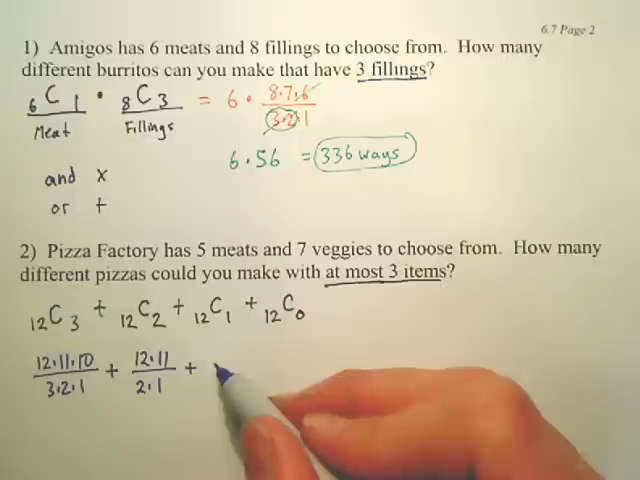 6.7 Page 2
1) Amigos has 6 meats and 8 fillings to choose from. How many
different burritos can you make that have 3 fillings?
₆C₁ · ₈C₃ = 6 · 8·7·6 / 3·2·1
Meat Fillings
6·56 = 336 ways
and x
or +
2) Pizza Factory has 5 meats and 7 veggies to choose from. How many
different pizzas could you make with at most 3 items?
₁₂C₃ + ₁₂C₂ + ₁₂C₁ + ₁₂C₀
12·11·10 / 3·2·1 + 12·11 / 2·1 +